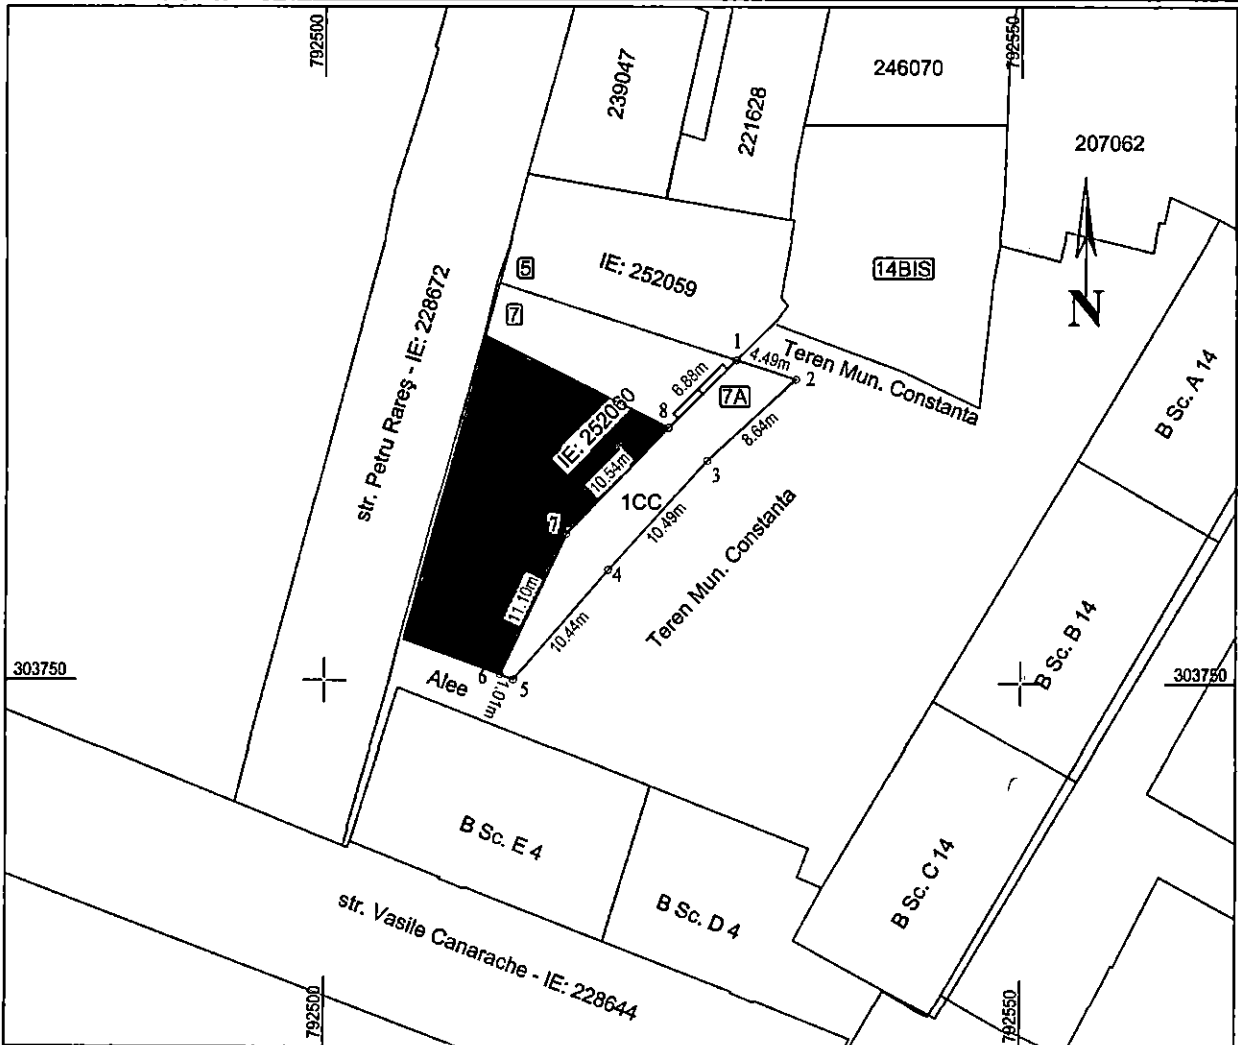 792500
792550
239047
221628
246070
207062
5
IE: 252059
14BIS
7
N
str. Petru Rareș - IE: 228672
1
4.49m
2
Teren Mun. Constanta
6.88m
7A
8
IE: 252060
8.64m
B Sc. A 14
10.54m
3
1CC
10.49m
7
Teren Mun. Constanta
4
11.10m
10.44m
B Sc. B 14
303750
Alee
6
1.01m
5
303750
B Sc. E 4
B Sc. C 14
B Sc. D 4
str. Vasile Canarache - IE: 228644
792500
792550